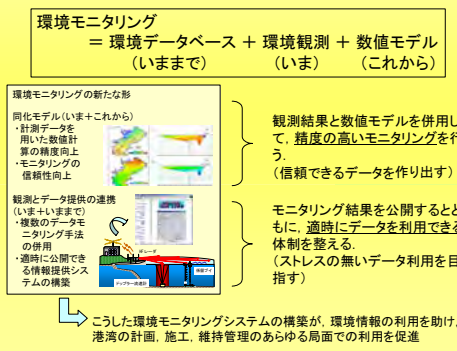 環境モニタリング
＝ 環境データベース ＋ 環境観測 ＋ 数値モデル
(いままで) (いま) (これから)
環境モニタリングの新たな形
同化モデル(いま＋これから)
・計測データを
用いた数値計
算の精度向上
・モニタリングの
信頼性向上
観測とデータ提供の連携
(いま＋いままで)
・複数のデータモ
ニタリング手法
の併用
・適時に公開でき
る情報提供シス
テムの構築
ドップラー流速計
観測結果と数値モデルを併用し
て，精度の高いモニタリングを行
う．
(信頼できるデータを作り出す)
モニタリング結果を公開するとと
もに，適時にデータを利用できる
体制を整える．
(ストレスの無いデータ利用を目
指す)
こうした環境モニタリングシステムの構築が，環境情報の利用を助け，
港湾の計画，施工，維持管理のあらゆる局面での利用を促進